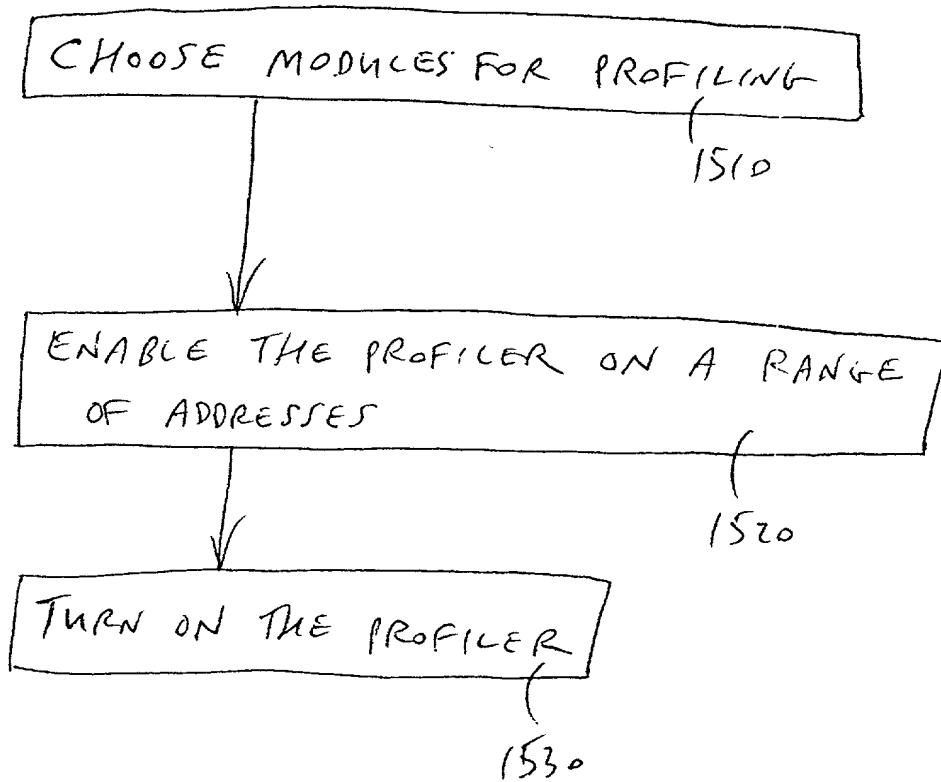 CHOOSE MODULES FOR PROFILING
1510
ENABLE THE PROFILER ON A RANGE
OF ADDRESSES
1520
TURN ON THE PROFILER
1530